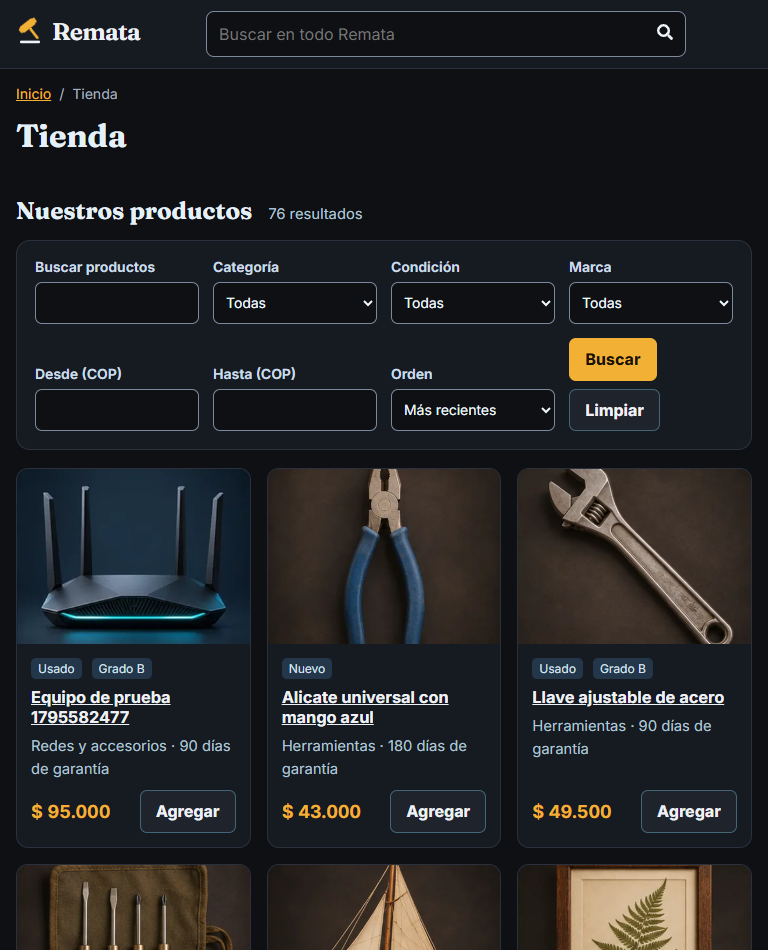 Remata
Buscar en todo Remata
Inicio / Tienda
Tienda
Nuestros productos 76 resultados
Buscar productos Categoría Condición Marca
Todas Todas Todas
Buscar
Desde (COP) Hasta (COP) Orden
Más recientes Limpiar
Usado Grado B
Equipo de prueba
1795582477
Redes y accesorios · 90 días
de garantía
$ 95.000 Agregar
Nuevo
Alicate universal con
mango azul
Herramientas · 180 días de
garantía
$ 43.000 Agregar
Usado Grado B
Llave ajustable de acero
Herramientas · 90 días de
garantía
$ 49.500 Agregar